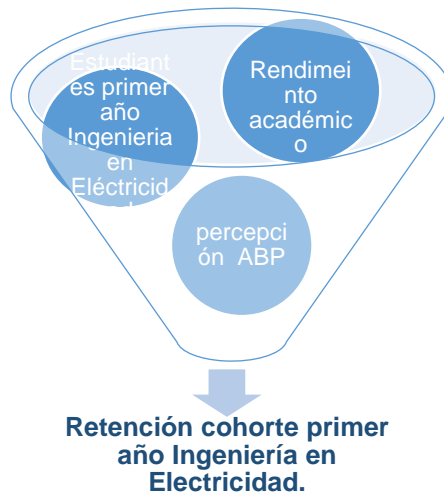 Estudiant
es primer
año
Ingenieria
en
Eléctricid
Rendimei
nto
académic
o
percepci
ón ABP
Retención cohorte primer
año Ingeniería en
Electricidad.